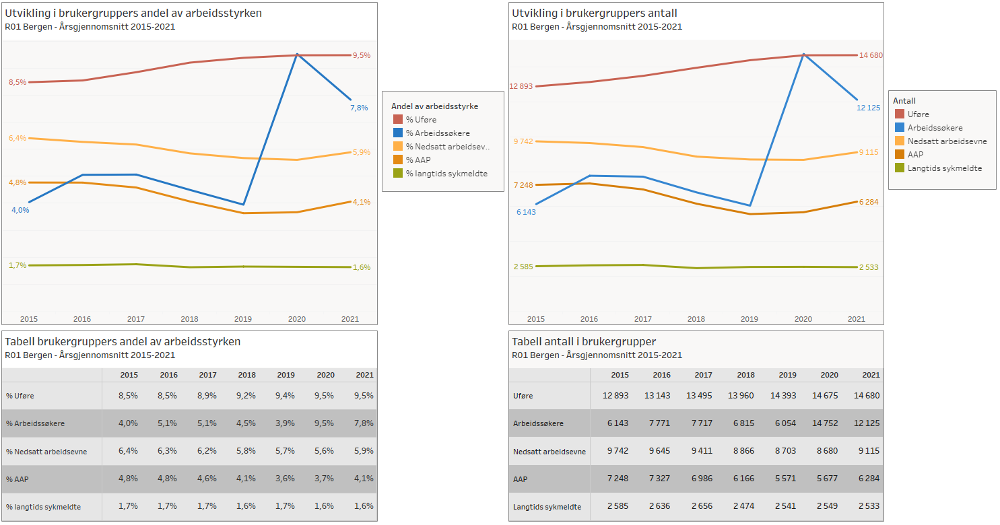 Utvikling i brukergruppers andel av arbeidsstyrken
R01 Bergen - Årsgjennomsnitt 2015-2021
9,5%
8,5%
7,8%
6,4%
5,9%
4,8%
4,1%
4,0%
1,7%
1,6%
2015 2016 2017 2018 2019 2020 2021
Andel av arbeidsstyrke
% Uføre
% Arbeidssøkere
% Nedsatt arbeidsev..
% AAP
% langtids sykmeldte
Utvikling i brukergruppers antall
R01 Bergen - Årsgjennomsnitt 2015-2021
14 680
12 893
12 125
9 742
9 115
7 248
6 284
6 143
2 585
2 533
2015 2016 2017 2018 2019 2020 2021
Antall
Uføre
Arbeidssøkere
Nedsatt arbeidsevne
AAP
Langtids sykmeldte
Tabell brukergruppers andel av arbeidsstyrken
R01 Bergen - Årsgjennomsnitt 2015-2021
2015 2016 2017 2018 2019 2020 2021
% Uføre 8,5% 8,5% 8,9% 9,2% 9,4% 9,5% 9,5%
% Arbeidssøkere 4,0% 5,1% 5,1% 4,5% 3,9% 9,5% 7,8%
% Nedsatt arbeidsevne 6,4% 6,3% 6,2% 5,8% 5,7% 5,6% 5,9%
% AAP 4,8% 4,8% 4,6% 4,1% 3,6% 3,7% 4,1%
% langtids sykmeldte 1,7% 1,7% 1,7% 1,6% 1,7% 1,6% 1,6%
Tabell antall i brukergrupper
R01 Bergen - Årsgjennomsnitt 2015-2021
2015 2016 2017 2018 2019 2020 2021
Uføre 12 893 13 143 13 495 13 960 14 393 14 675 14 680
Arbeidssøkere 6 143 7 771 7 717 6 815 6 054 14 752 12 125
Nedsatt arbeidsevne 9 742 9 645 9 411 8 866 8 703 8 680 9 115
AAP 7 248 7 327 6 986 6 166 5 571 5 677 6 284
Langtids sykmeldte 2 585 2 636 2 656 2 474 2 541 2 549 2 533